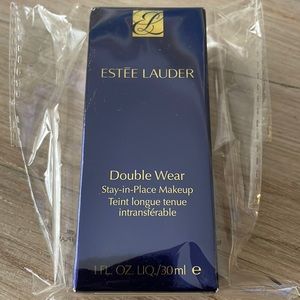 ESTĒE LAUDER
Double Wear
Stay-in-Place Makeup
Teint longue tenue
intransférable
1 FL. OZ. LIQ./30ml e